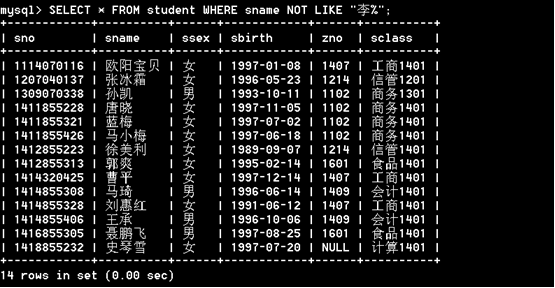 mysql> SELECT * FROM student WHERE sname NOT LIKE "李%";
+------------+----------+------+------------+------+----------+
| sno | sname | ssex | sbirth | zno | sclass |
+------------+----------+------+------------+------+----------+
| 1114070116 | 欧阳宝贝 | 女 | 1997-01-08 | 1407 | 工商1401 |
| 1207040137 | 张冰霜 | 女 | 1996-05-23 | 1214 | 信管1201 |
| 1309070338 | 孙凯 | 男 | 1993-10-11 | 1102 | 商务1301 |
| 1411855228 | 唐晓 | 女 | 1997-11-05 | 1102 | 商务1401 |
| 1411855321 | 蓝梅 | 女 | 1997-07-02 | 1102 | 商务1401 |
| 1411855426 | 马小梅 | 女 | 1997-06-18 | 1102 | 商务1401 |
| 1412855223 | 徐美利 | 女 | 1989-09-07 | 1214 | 信管1401 |
| 1412855313 | 郭爽 | 女 | 1995-02-14 | 1601 | 食品1401 |
| 1414320425 | 曹平 | 女 | 1997-12-14 | 1407 | 工商1401 |
| 1414855308 | 马琦 | 男 | 1996-06-14 | 1409 | 会计1401 |
| 1414855328 | 刘惠红 | 女 | 1991-06-12 | 1407 | 工商1401 |
| 1414855406 | 王承 | 男 | 1996-10-06 | 1409 | 会计1401 |
| 1416855305 | 聂鹏飞 | 男 | 1997-08-25 | 1601 | 食品1401 |
| 1418855232 | 史琴雪 | 女 | 1997-07-20 | NULL | 计算1401 |
+------------+----------+------+------------+------+----------+
14 rows in set (0.00 sec)